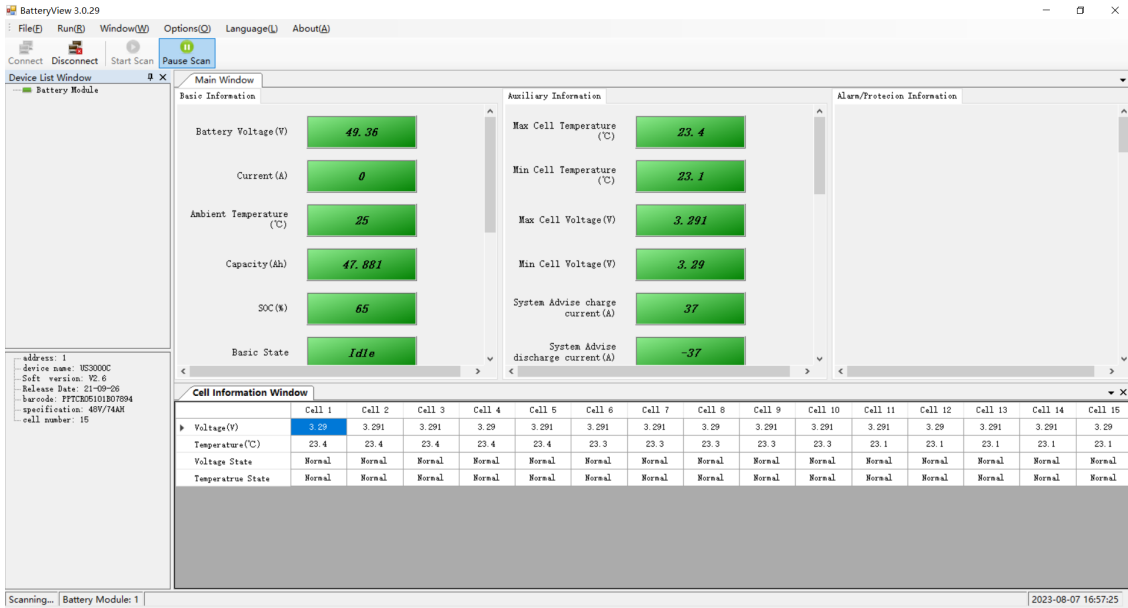 BatteryView 3.0.29
File(F) Run(R) Window(W) Options(O) Language(L) About(A)
Connect Disconnect Start Scan Pause Scan
Device List Window
Battery Module
address: 1
device name: US3000C
Soft version: V2.6
Release Date: 21-09-26
barcode: PPTCR05101B07894
specification: 48V/74AH
cell number: 15
Main Window
Basic Information
Battery Voltage(V) 49.36
Current(A) 0
Ambient Temperature
(℃) 25
Capacity(Ah) 47.881
SOC(%) 65
Basic State Idle
Auxiliary Information
Max Cell Temperature
(℃) 23.4
Min Cell Temperature
(℃) 23.1
Max Cell Voltage(V) 3.291
Min Cell Voltage(V) 3.29
System Advise charge
current(A) 37
System Advise
discharge current(A) -37
Alarm/Protecion Information
Cell Information Window
Cell 1 Cell 2 Cell 3 Cell 4 Cell 5 Cell 6 Cell 7 Cell 8 Cell 9 Cell 10 Cell 11 Cell 12 Cell 13 Cell 14 Cell 15
Voltage(V) 3.29 3.291 3.291 3.29 3.291 3.291 3.291 3.29 3.291 3.291 3.291 3.29 3.291 3.291 3.29
Temperature(℃) 23.4 23.4 23.4 23.4 23.4 23.3 23.3 23.3 23.3 23.3 23.1 23.1 23.1 23.1 23.1
Voltage State Normal Normal Normal Normal Normal Normal Normal Normal Normal Normal Normal Normal Normal Normal Normal
Temperatrue State Normal Normal Normal Normal Normal Normal Normal Normal Normal Normal Normal Normal Normal Normal Normal
Scanning... Battery Module: 1 2023-08-07 16:57:25